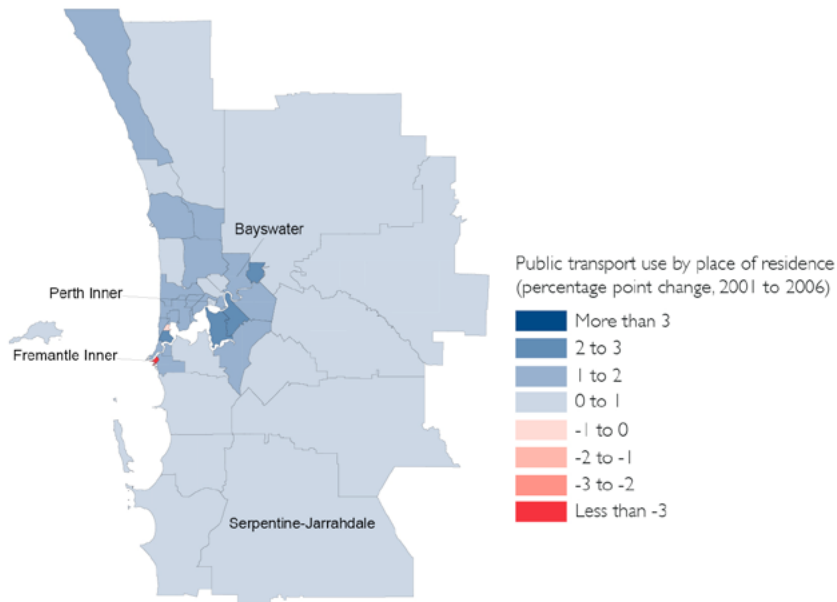 Bayswater
Perth Inner
Fremantle Inner
Serpentine-Jarrahdale
Public transport use by place of residence
(percentage point change, 2001 to 2006)
More than 3
2 to 3
1 to 2
0 to 1
-1 to 0
-2 to -1
-3 to -2
Less than -3